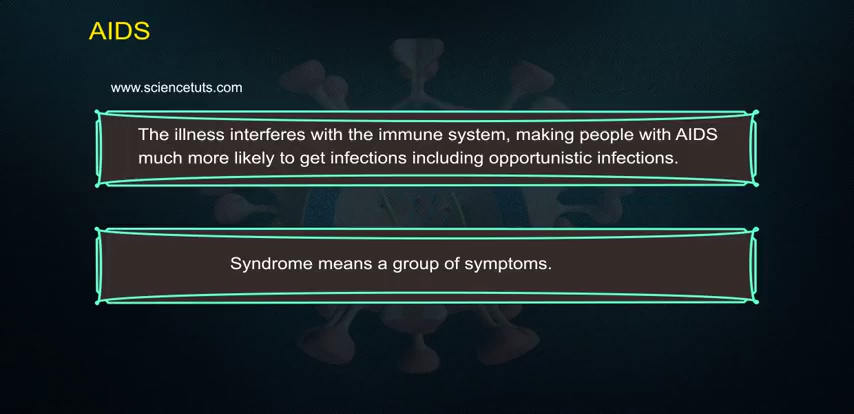 AIDS
www.sciencetuts.com
The illness interferes with the immune system, making people with AIDS
much more likely to get infections including opportunistic infections.
Syndrome means a group of symptoms.